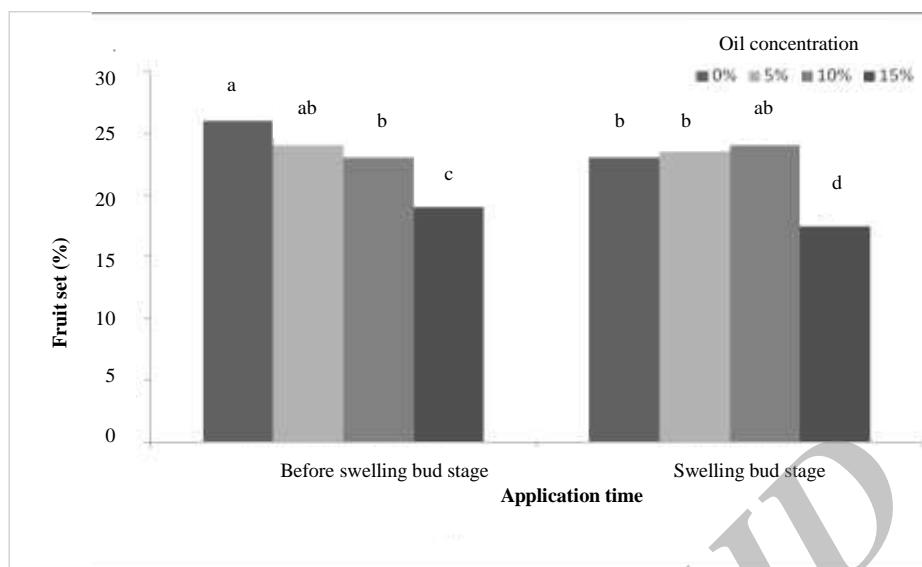 Oil concentration
0% 5% 10% 15%
30
25
20
15
10
5
0
a ab b c b b ab d
Fruit set (%)
Before swelling bud stage Swelling bud stage
Application time